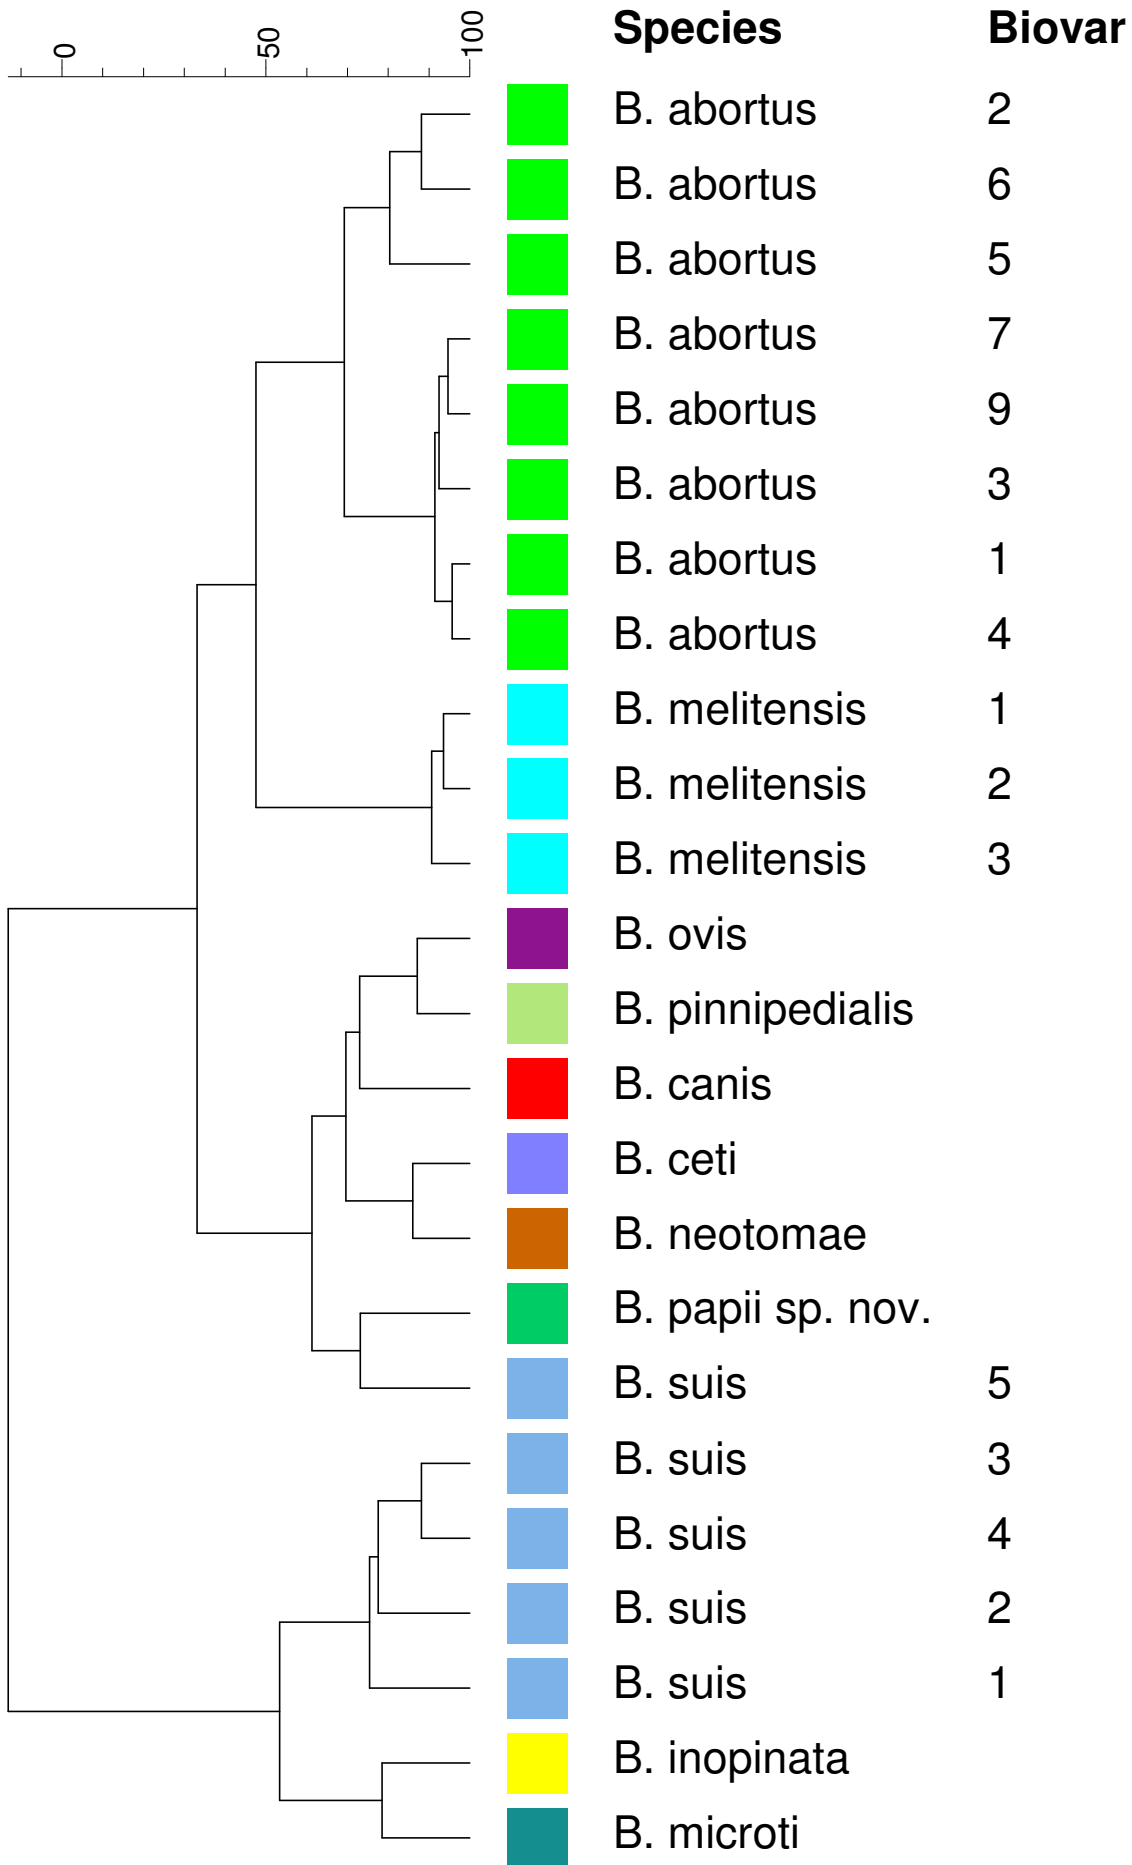 0 50 100 Species Biovar
B. abortus 2
B. abortus 6
B. abortus 5
B. abortus 7
B. abortus 9
B. abortus 3
B. abortus 1
B. abortus 4
B. melitensis 1
B. melitensis 2
B. melitensis 3
B. ovis
B. pinnipedialis
B. canis
B. ceti
B. neotomae
B. papii sp. nov.
B. suis 5
B. suis 3
B. suis 4
B. suis 2
B. suis 1
B. inopinata
B. microti